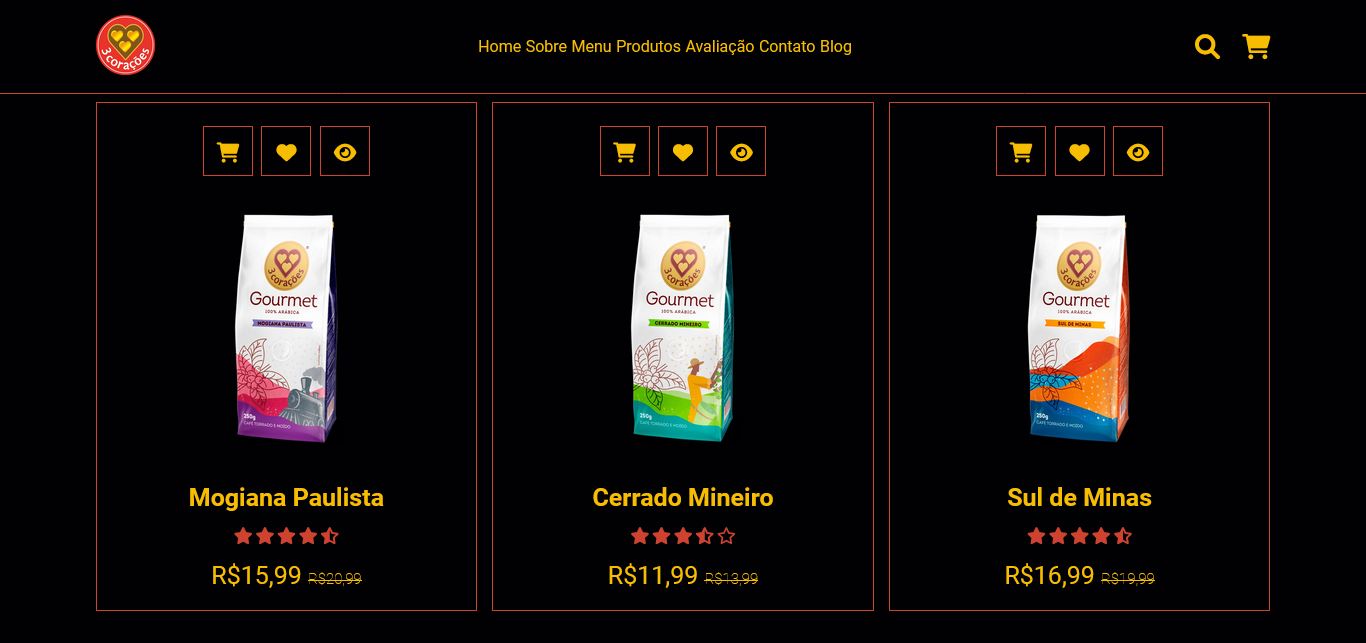 3 corações
Home Sobre Menu Produtos Avaliação Contato Blog
3 corações
Gourmet
100% ARÁBICA
MOGIANA PAULISTA
250g
CAFÉ TORRADO E MOÍDO
Mogiana Paulista
R$15,99 R$20,99
3 corações
Gourmet
100% ARÁBICA
CERRADO MINEIRO
250g
CAFÉ TORRADO E MOÍDO
Cerrado Mineiro
R$11,99 R$13,99
3 corações
Gourmet
100% ARÁBICA
SUL DE MINAS
250g
CAFÉ TORRADO E MOÍDO
Sul de Minas
R$16,99 R$19,99